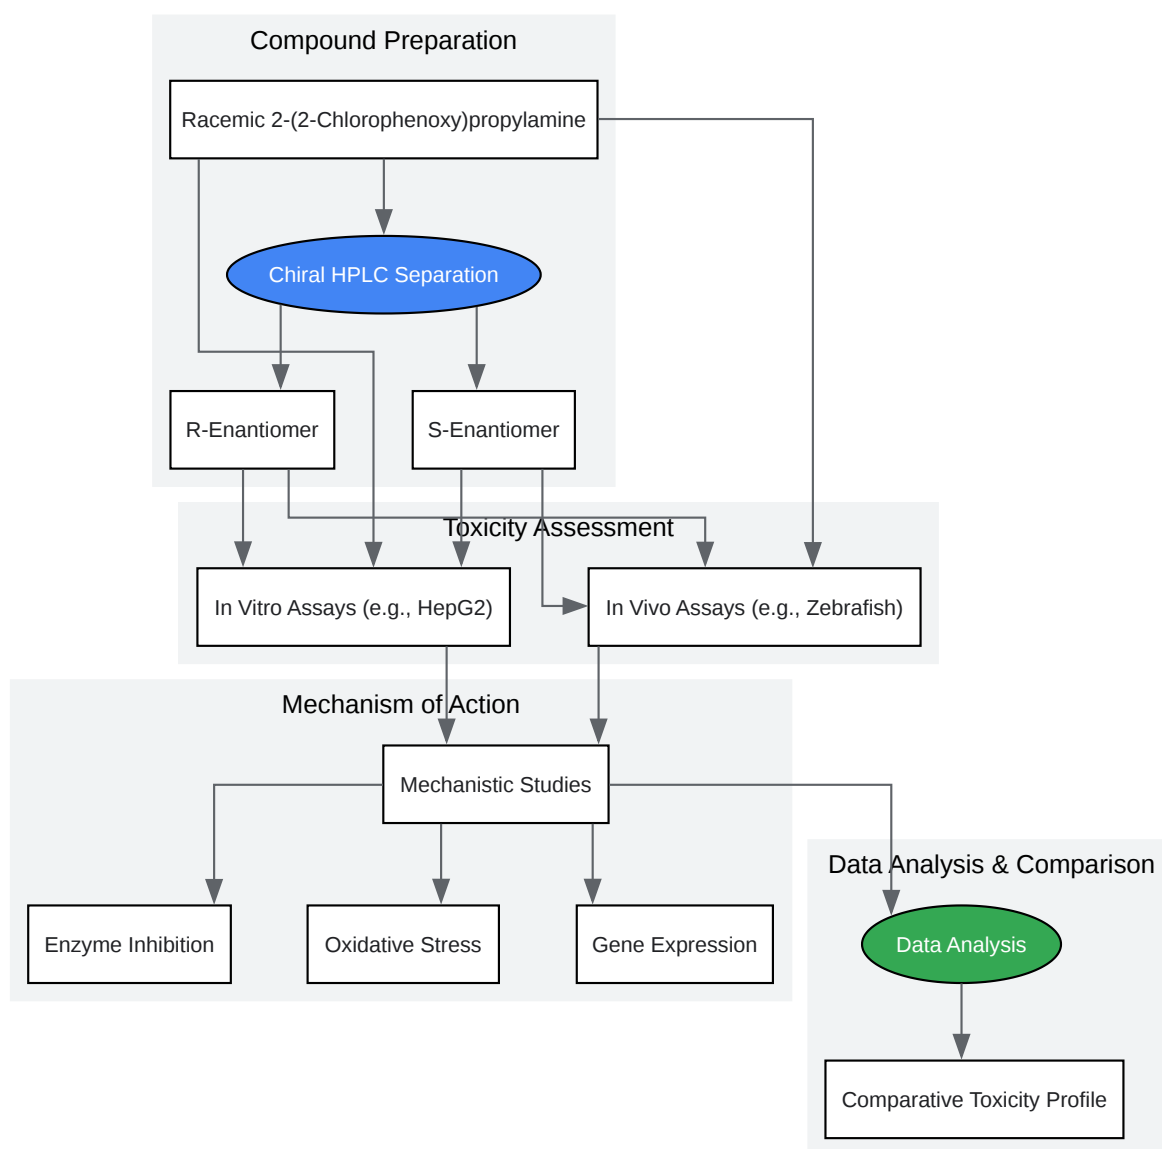 Compound Preparation
Racemic 2-(2-Chlorophenoxy)propylamine
Chiral HPLC Separation
R-Enantiomer
S-Enantiomer
Toxicity Assessment
In Vitro Assays (e.g., HepG2)
In Vivo Assays (e.g., Zebrafish)
Mechanism of Action
Mechanistic Studies
Data Analysis & Comparison
Enzyme Inhibition
Oxidative Stress
Gene Expression
Data Analysis
Comparative Toxicity Profile